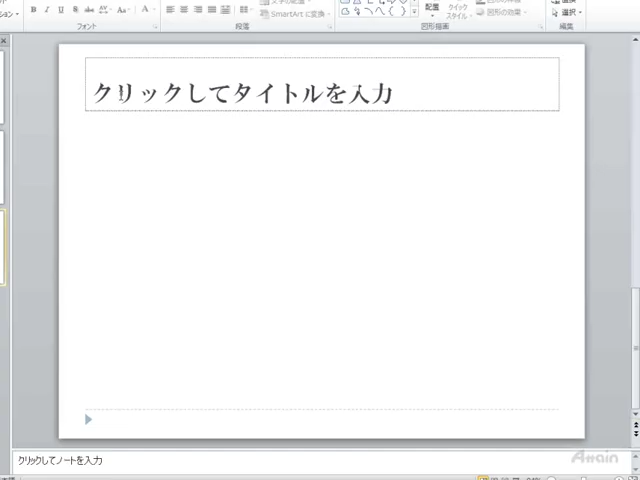 フォント
段落
SmartArt に変換
配置
クイック
スタイル
図形の効果
図形描画
選択
編集
クリックしてタイトルを入力
クリックしてノートを入力
Attain